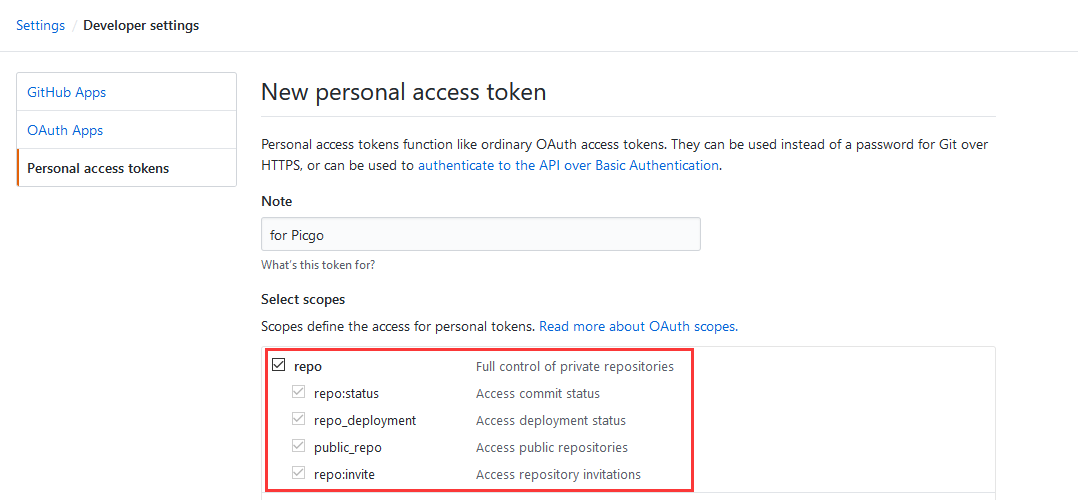 Settings / Developer settings
GitHub Apps
OAuth Apps
Personal access tokens
New personal access token
Personal access tokens function like ordinary OAuth access tokens. They can be used instead of a password for Git over
HTTPS, or can be used to authenticate to the API over Basic Authentication.
Note
for Picgo
What's this token for?
Select scopes
Scopes define the access for personal tokens. Read more about OAuth scopes.
repo Full control of private repositories
repo:status Access commit status
repo_deployment Access deployment status
public_repo Access public repositories
repo:invite Access repository invitations